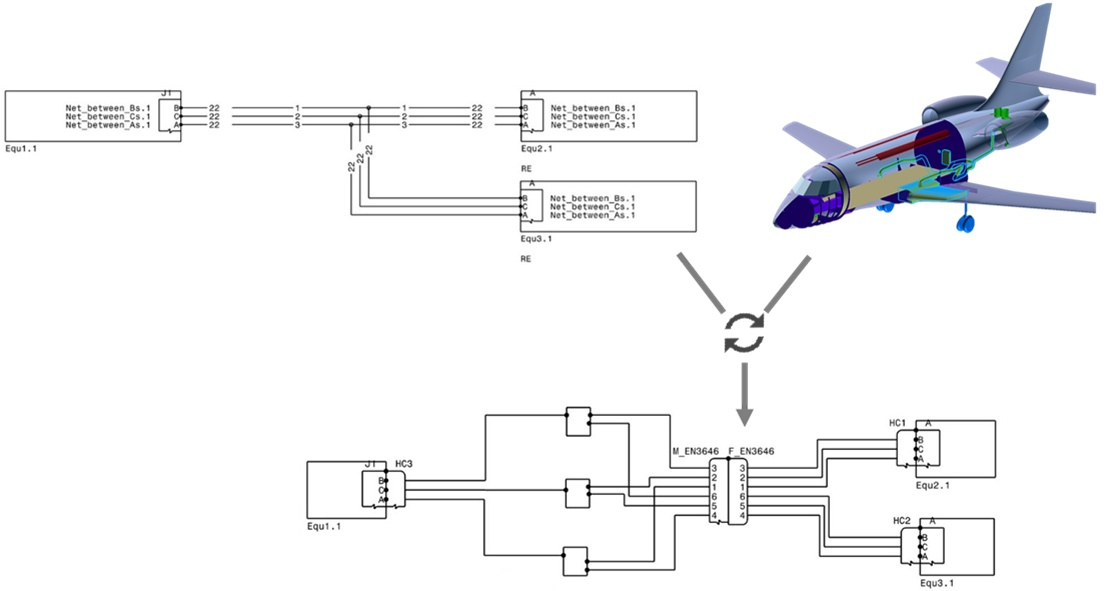 J1 A
Net_between_Bs.1 B 22 1 1 22 B Net_between_Bs.1
Net_between_Cs.1 C 22 2 2 22 C Net_between_Cs.1
Net_between_As.1 A 22 3 3 22 A Net_between_As.1
Equ1.1 Equ2.1
22 22 22
RE
A
B Net_between_Bs.1
C Net_between_Cs.1
A Net_between_As.1
Equ3.1
RE
HC1 A
B
C
A
Equ2.1
M_EN3646 F_EN3646
3 3
2 2
1 1
6 6
5 5
4 4
J1 HC3
B
C
A
Equ1.1
HC2 A
B
C
A
Equ3.1